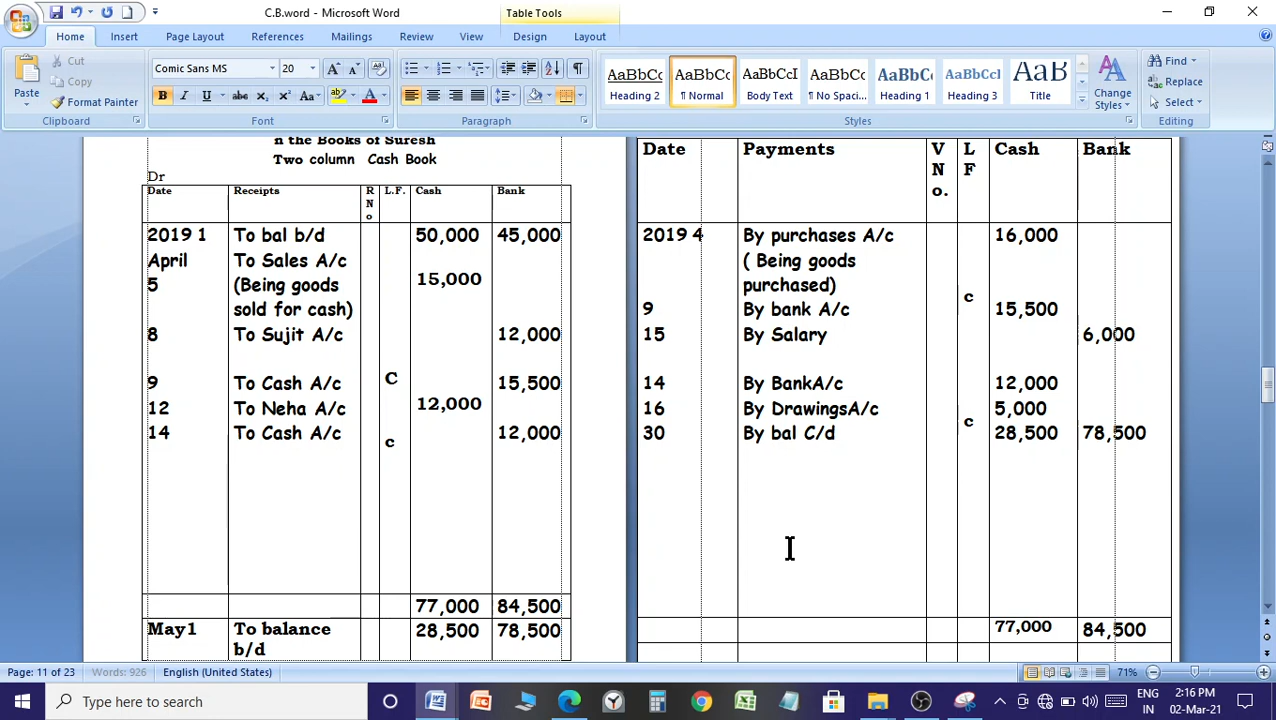 C.B.word - Microsoft Word
Table Tools
Home Insert Page Layout References Mailings Review View Design Layout
Cut
Copy
Format Painter
Paste
Clipboard
Comic Sans MS 20
Font
Paragraph
AaBbCc AaBbCc AaBbCcI AaBbCc AaBbC AaBbCcI AaB
Heading 2 ¶ Normal Body Text ¶ No Spaci... Heading 1 Heading 3 Title
Change Styles
Styles
Find
Replace
Select
Editing
n the Books of Suresh
Two column Cash Book
Dr
Date Receipts R No L.F. Cash Bank
2019 1 To bal b/d 50,000 45,000
April To Sales A/c
5 (Being goods 15,000
sold for cash)
8 To Sujit A/c 12,000
9 To Cash A/c C 15,500
12 To Neha A/c 12,000
14 To Cash A/c c 12,000
77,000 84,500
May1 To balance 28,500 78,500
b/d
Date Payments V No. L F Cash Bank
2019 4 By purchases A/c 16,000
( Being goods
purchased)
9 By bank A/c c 15,500
15 By Salary 6,000
14 By BankA/c 12,000
16 By DrawingsA/c 5,000
30 By bal C/d c 28,500 78,500
77,000 84,500
Page: 11 of 23 Words: 926 English (United States) 71%
Type here to search
ENG
IN
2:16 PM
02-Mar-21